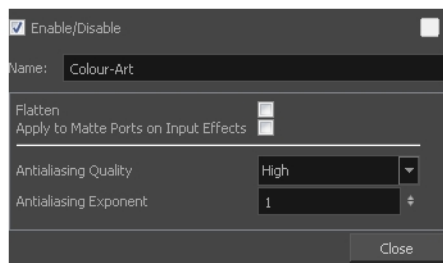 Enable/Disable
Name: Colour-Art
Flatten
Apply to Matte Ports on Input Effects
Antialiasing Quality High
Antialiasing Exponent 1
Close